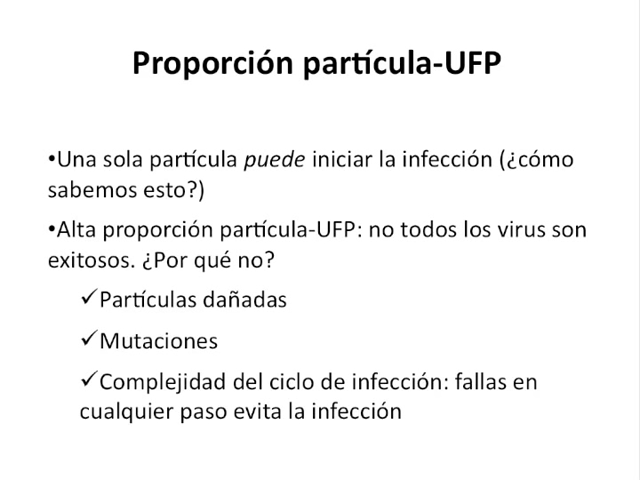 Proporción partícula-UFP
•Una sola partícula puede iniciar la infección (¿cómo
sabemos esto?)
•Alta proporción partícula-UFP: no todos los virus son
exitosos. ¿Por qué no?
✓Partículas dañadas
✓Mutaciones
✓Complejidad del ciclo de infección: fallas en
cualquier paso evita la infección